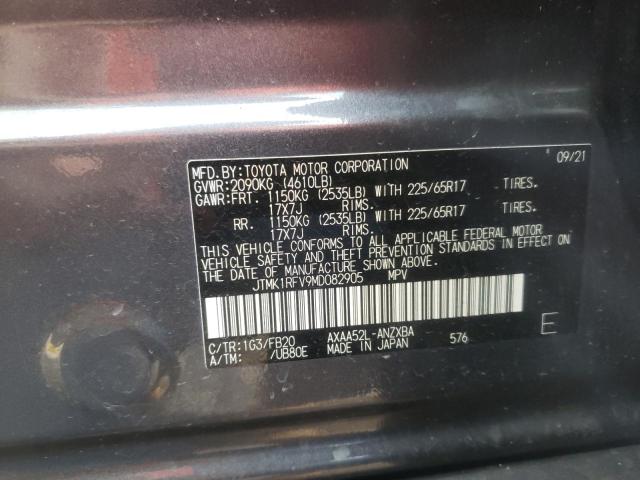 09/21
MFD.BY:TOYOTA MOTOR CORPORATION
GVWR:2090KG (4610LB)
GAWR:FRT. 1150KG (2535LB) WITH 225/65R17 TIRES.
17X7J RIMS.
RR. 1150KG (2535LB) WITH 225/65R17 TIRES.
17X7J RIMS.
THIS VEHICLE CONFORMS TO ALL APPLICABLE FEDERAL MOTOR
VEHICLE SAFETY AND THEFT PREVENTION STANDARDS IN EFFECT ON
THE DATE OF MANUFACTURE SHOWN ABOVE.
JTMK1RFV9MD082905 MPV
C/TR:1G3/FB20 AXAA52L-ANZXBA
A/TM: /UB80E MADE IN JAPAN 576 E